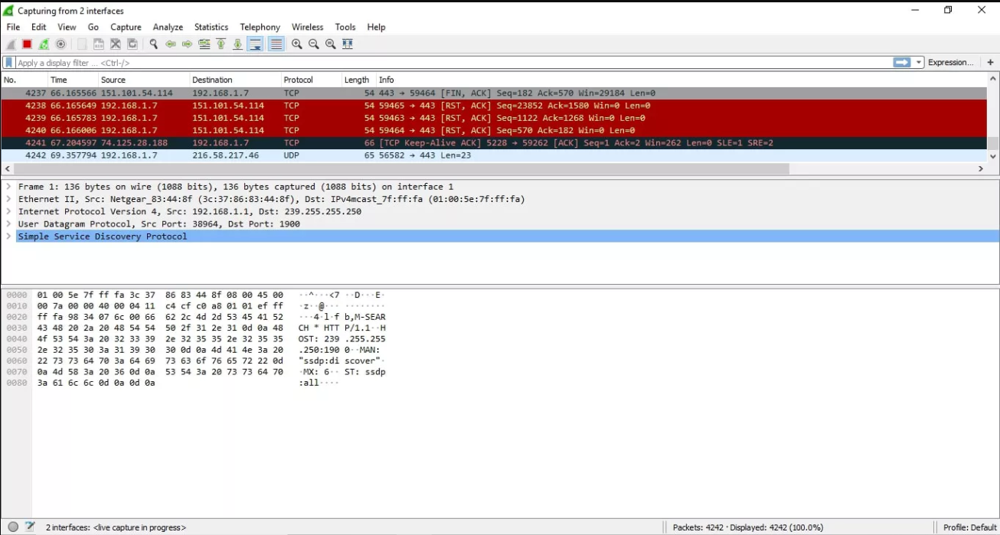 Capturing from 2 interfaces
File Edit View Go Capture Analyze Statistics Telephony Wireless Tools Help
Apply a display filter ... <Ctrl-/> Expression... +
No. Time Source Destination Protocol Length Info
4237 66.165566 151.101.54.114 192.168.1.7 TCP 54 443 → 59464 [FIN, ACK] Seq=182 Ack=570 Win=29184 Len=0
4238 66.165649 192.168.1.7 151.101.54.114 TCP 54 59465 → 443 [RST, ACK] Seq=23852 Ack=1580 Win=0 Len=0
4239 66.165783 192.168.1.7 151.101.54.114 TCP 54 59463 → 443 [RST, ACK] Seq=1122 Ack=1268 Win=0 Len=0
4240 66.166006 192.168.1.7 151.101.54.114 TCP 54 59464 → 443 [RST, ACK] Seq=570 Ack=182 Win=0 Len=0
4241 67.204597 74.125.28.188 192.168.1.7 TCP 66 [TCP Keep-Alive ACK] 5228 → 59262 [ACK] Seq=1 Ack=2 Win=262 Len=0 SLE=1 SRE=2
4242 69.357794 192.168.1.7 216.58.217.46 UDP 65 56582 → 443 Len=23
Frame 1: 136 bytes on wire (1088 bits), 136 bytes captured (1088 bits) on interface 1
Ethernet II, Src: Netgear_83:44:8f (3c:37:86:83:44:8f), Dst: IPv4mcast_7f:ff:fa (01:00:5e:7f:ff:fa)
Internet Protocol Version 4, Src: 192.168.1.1, Dst: 239.255.255.250
User Datagram Protocol, Src Port: 38964, Dst Port: 1900
Simple Service Discovery Protocol
0000 01 00 5e 7f ff fa 3c 37 86 83 44 8f 08 00 45 00 ··^···<7 ··D···E·
0010 00 7a 00 00 40 00 04 11 c4 cf c0 a8 01 01 ef ff ·z··@··· ········
0020 ff fa 98 34 07 6c 00 66 62 2c 4d 2d 53 45 41 52 ···4·l·f b,M-SEAR
0030 43 48 20 2a 20 48 54 54 50 2f 31 2e 31 0d 0a 48 CH * HTT P/1.1··H
0040 4f 53 54 3a 20 32 33 39 2e 32 35 35 2e 32 35 35 OST: 239 .255.255
0050 2e 32 35 30 3a 31 39 30 30 0d 0a 4d 41 4e 3a 20 .250:190 0··MAN:
0060 22 73 73 64 70 3a 64 69 73 63 6f 76 65 72 22 0d "ssdp:di scover"·
0070 0a 4d 58 3a 20 36 0d 0a 53 54 3a 20 73 73 64 70 ·MX: 6·· ST: ssdp
0080 3a 61 6c 6c 0d 0a 0d 0a :all····
2 interfaces: <live capture in progress> Packets: 4242 · Displayed: 4242 (100.0%) Profile: Default